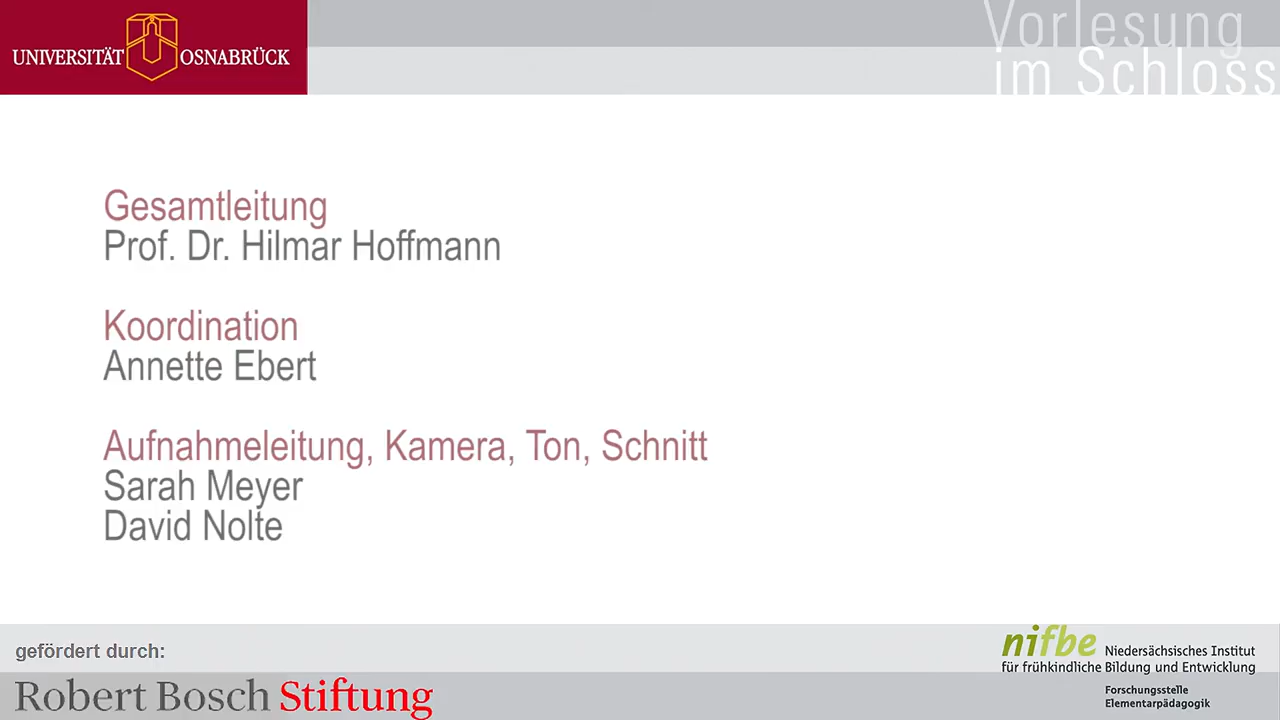 UNIVERSITÄT OSNABRÜCK
Vorlesung
im Schloss
Gesamtleitung
Prof. Dr. Hilmar Hoffmann
Koordination
Annette Ebert
Aufnahmeleitung, Kamera, Ton, Schnitt
Sarah Meyer
David Nolte
gefördert durch:
Robert Bosch Stiftung
nifbe Niedersächsisches Institut
für frühkindliche Bildung und Entwicklung
Forschungsstelle
Elementarpädagogik